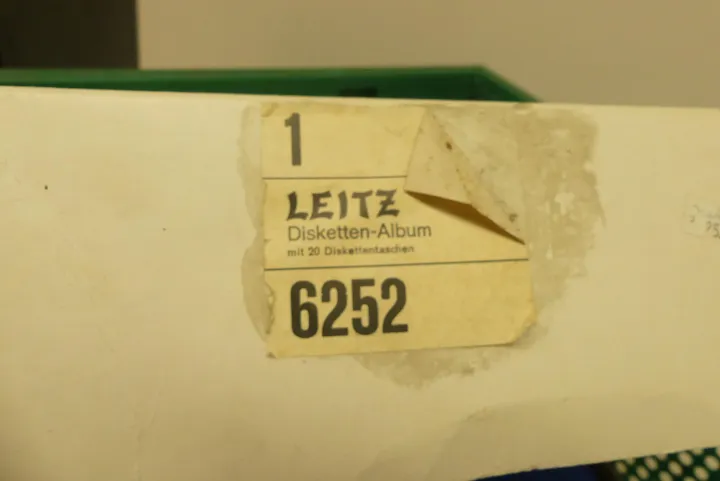 1
LEITZ
Disketten-Album
mit 20 Diskettentaschen
6252